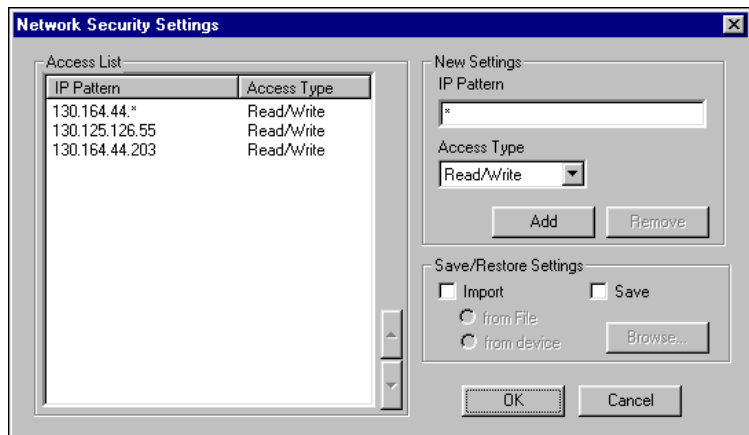 Network Security Settings
Access List
IP Pattern Access Type
130.164.44.* Read/Write
130.125.126.55 Read/Write
130.164.44.203 Read/Write
New Settings
IP Pattern
*
Access Type
Read/Write
Add Remove
Save/Restore Settings
Import Save
from File
from device
Browse...
OK Cancel